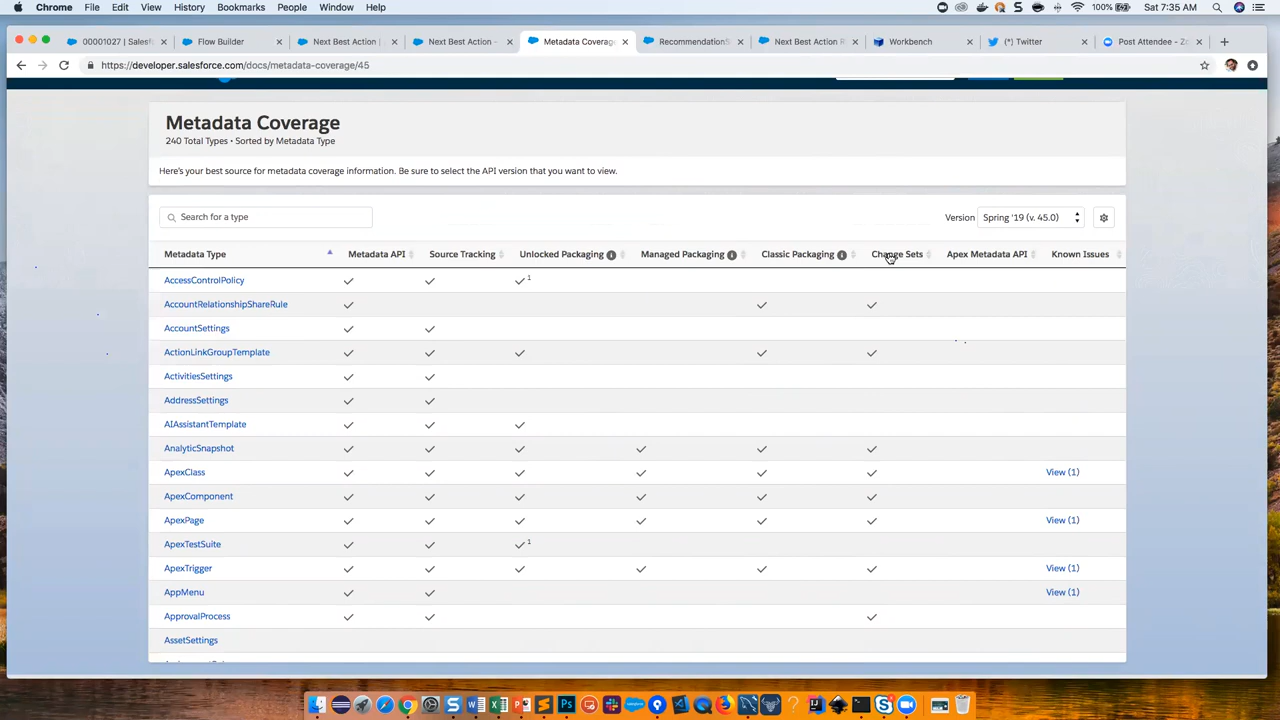 Chrome File Edit View History Bookmarks People Window Help 100% Sat 7:35 AM
00001027 | Salesf Flow Builder Next Best Action | Next Best Action - Metadata Coverag RecommendationS Next Best Action R Workbench (*) Twitter Post Attendee - Zo
https://developer.salesforce.com/docs/metadata-coverage/45
Metadata Coverage
240 Total Types • Sorted by Metadata Type
Here's your best source for metadata coverage information. Be sure to select the API version that you want to view.
Search for a type Version Spring '19 (v. 45.0)
Metadata Type Metadata API Source Tracking Unlocked Packaging Managed Packaging Classic Packaging Change Sets Apex Metadata API Known Issues
AccessControlPolicy ✓ ✓ ✓ 1
AccountRelationshipShareRule ✓ ✓ ✓
AccountSettings ✓ ✓
ActionLinkGroupTemplate ✓ ✓ ✓ ✓ ✓
ActivitiesSettings ✓ ✓
AddressSettings ✓ ✓
AIAssistantTemplate ✓ ✓ ✓
AnalyticSnapshot ✓ ✓ ✓ ✓ ✓ ✓
ApexClass ✓ ✓ ✓ ✓ ✓ ✓ View (1)
ApexComponent ✓ ✓ ✓ ✓ ✓ ✓
ApexPage ✓ ✓ ✓ ✓ ✓ ✓ View (1)
ApexTestSuite ✓ ✓ ✓ 1
ApexTrigger ✓ ✓ ✓ ✓ ✓ ✓ View (1)
AppMenu ✓ ✓ View (1)
ApprovalProcess ✓ ✓ ✓
AssetSettings